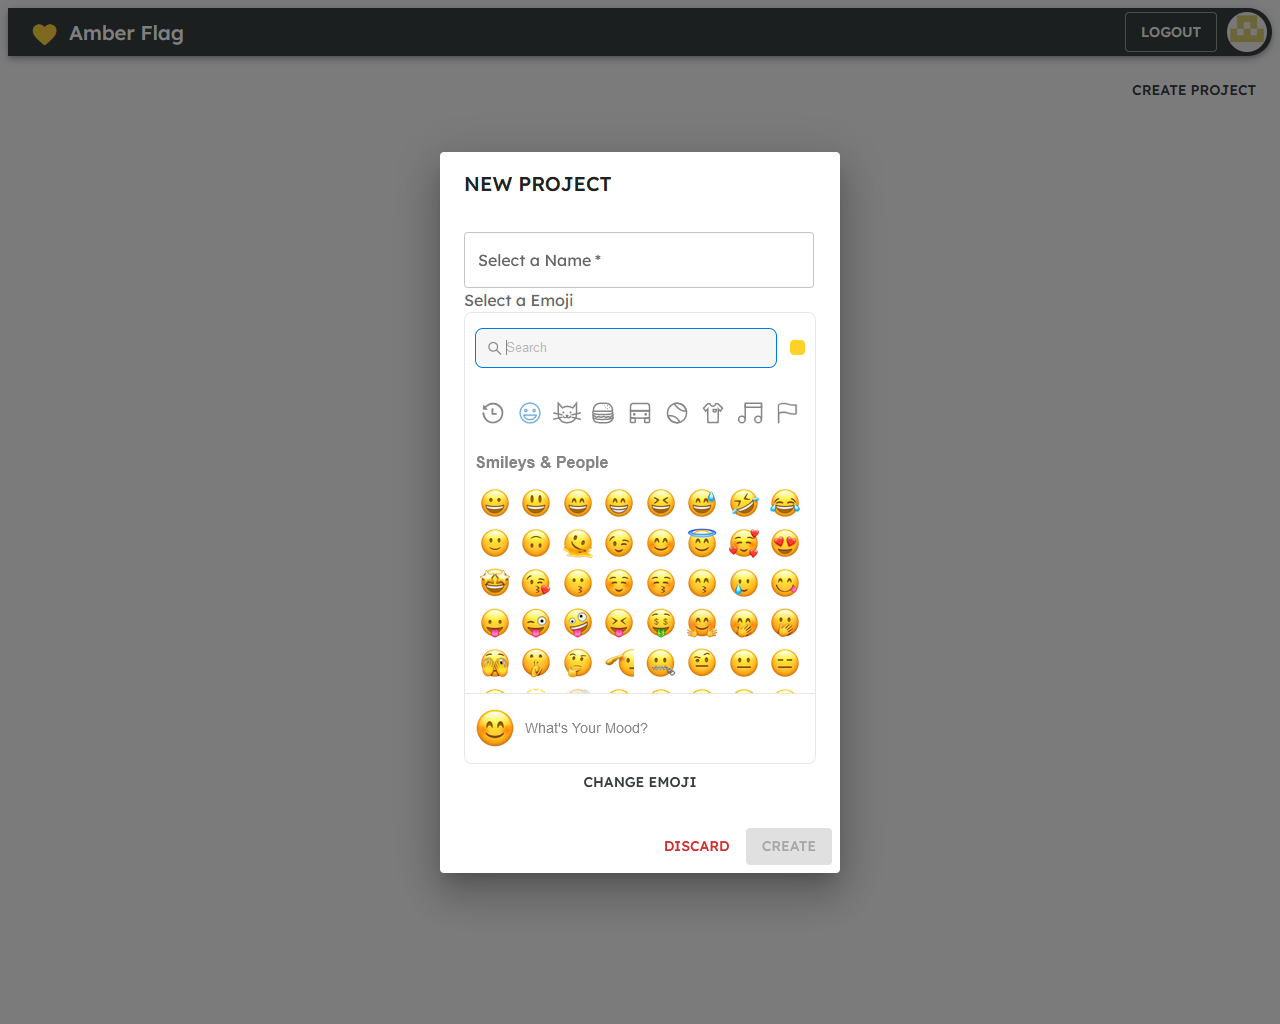 Amber Flag
LOGOUT
CREATE PROJECT
NEW PROJECT
Select a Name *
Select a Emoji
Search
Smileys & People
What's Your Mood?
CHANGE EMOJI
DISCARD
CREATE